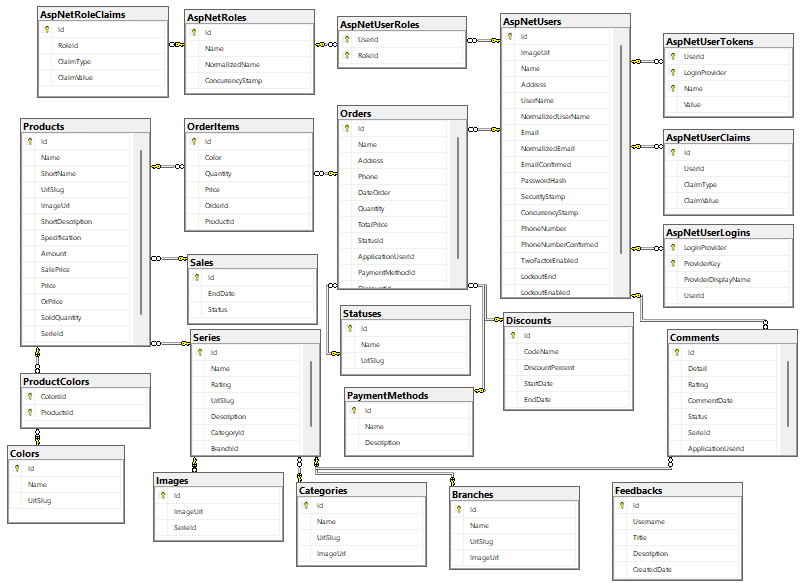 AspNetRoleClaims
Id
RoleId
ClaimType
ClaimValue
AspNetRoles
Id
Name
NormalizedName
ConcurrencyStamp
AspNetUserRoles
UserId
RoleId
AspNetUsers
Id
ImageUrl
Name
Address
UserName
NormalizedUserName
Email
NormalizedEmail
EmailConfirmed
PasswordHash
SecurityStamp
ConcurrencyStamp
PhoneNumber
PhoneNumberConfirmed
TwoFactorEnabled
LockoutEnd
LockoutEnabled
AspNetUserTokens
UserId
LoginProvider
Name
Value
AspNetUserClaims
Id
UserId
ClaimType
ClaimValue
AspNetUserLogins
LoginProvider
ProviderKey
ProviderDisplayName
UserId
Products
Id
Name
ShortName
UrlSlug
ImageUrl
ShortDescription
Specification
Amount
SalePrice
Price
OrPrice
SoldQuantity
SerieId
OrderItems
Id
Color
Quantity
Price
OrderId
ProductId
Orders
Id
Name
Address
Phone
DateOrder
Quantity
TotalPrice
StatusId
ApplicationUserId
PaymentMethodId
DiscountId
Sales
Id
EndDate
Status
Statuses
Id
Name
UrlSlug
Discounts
Id
CodeName
DiscountPercent
StartDate
EndDate
Series
Id
Name
Rating
UrlSlug
Description
CategoryId
BranchId
Comments
Id
Detail
Rating
CommentDate
Status
SerieId
ApplicationUserId
ProductColors
ColorsId
ProductsId
PaymentMethods
Id
Name
Description
Colors
Id
Name
UrlSlug
Images
Id
ImageUrl
SerieId
Categories
Id
Name
UrlSlug
ImageUrl
Branches
Id
Name
UrlSlug
ImageUrl
Feedbacks
Id
Username
Title
Description
CreatedDate